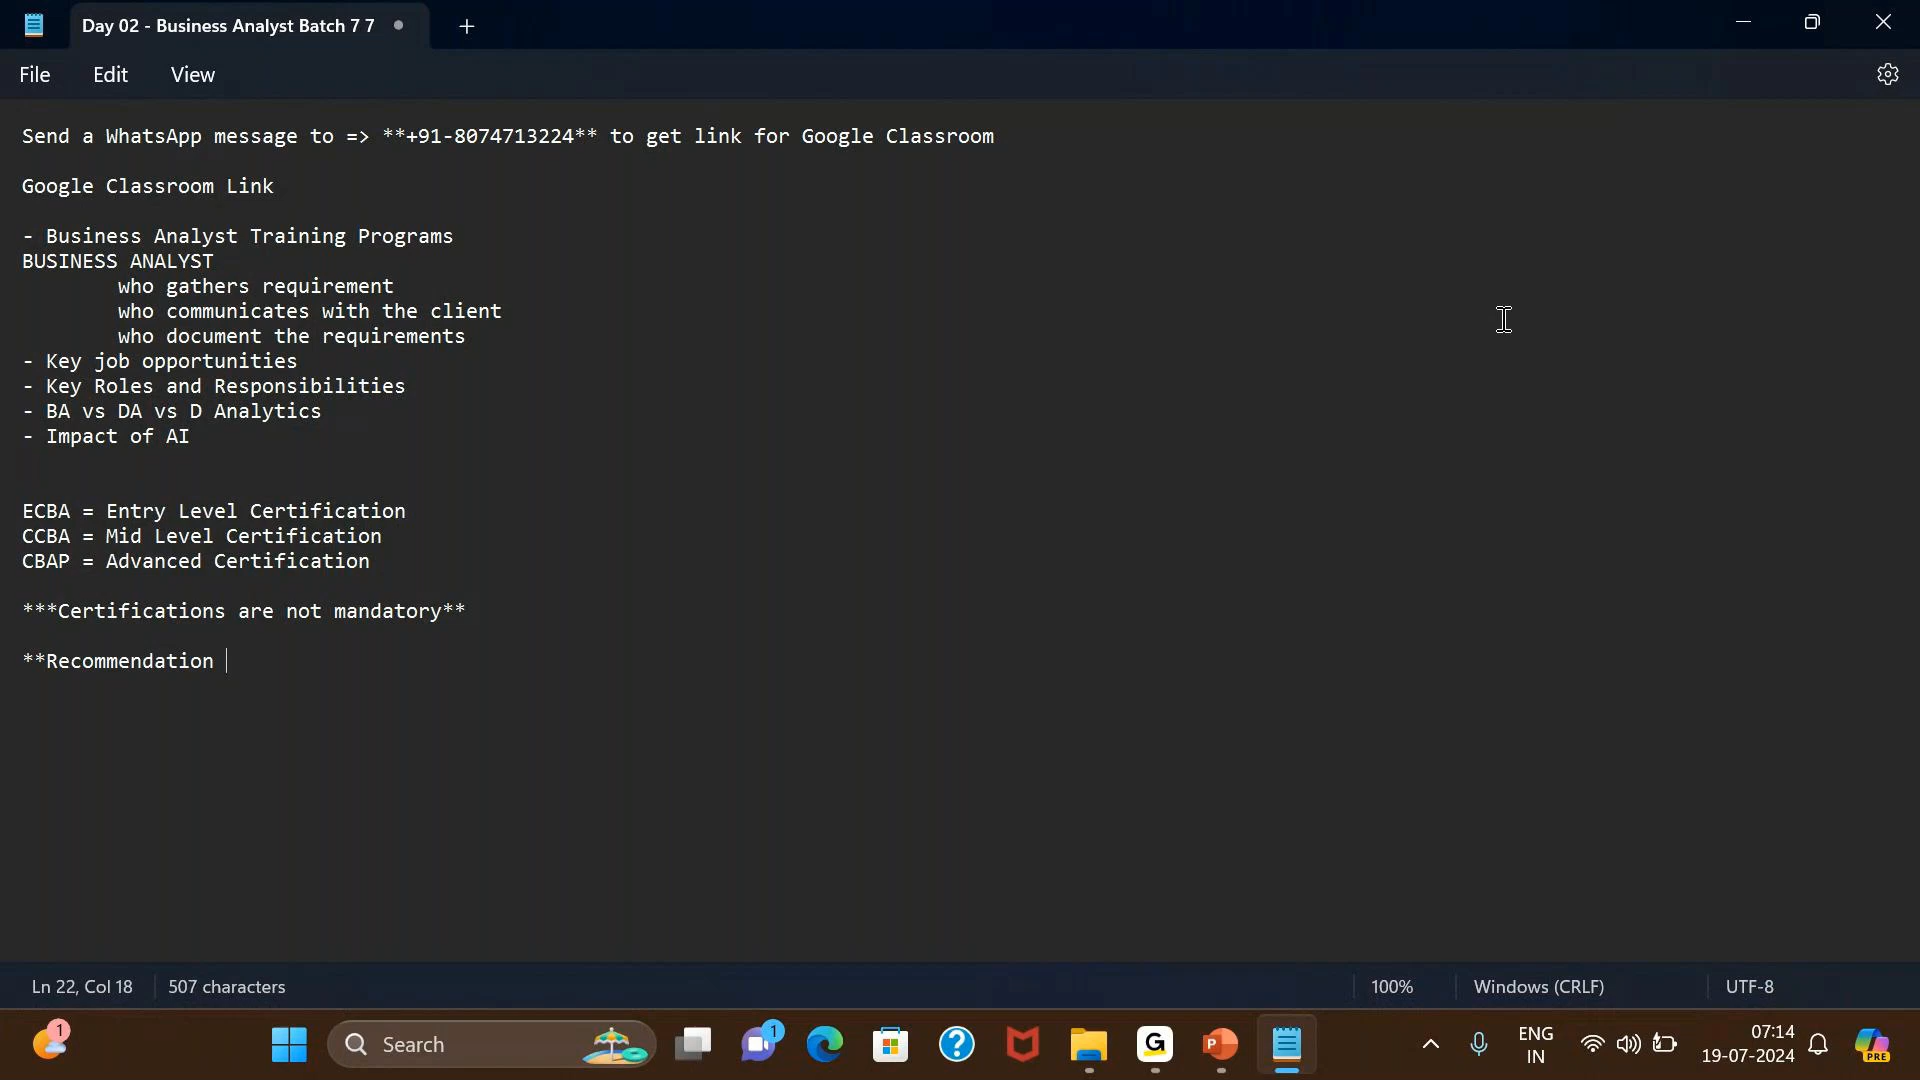 Day 02 - Business Analyst Batch 7 7
File Edit View
Send a WhatsApp message to => **+91-8074713224** to get link for Google Classroom
Google Classroom Link
- Business Analyst Training Programs
BUSINESS ANALYST
who gathers requirement
who communicates with the client
who document the requirements
- Key job opportunities
- Key Roles and Responsibilities
- BA vs DA vs D Analytics
- Impact of AI
ECBA = Entry Level Certification
CCBA = Mid Level Certification
CBAP = Advanced Certification
***Certifications are not mandatory**
**Recommendation
Ln 22, Col 18 507 characters 100% Windows (CRLF) UTF-8
1 Search 1 G P ENG 07:14 PRE
IN 19-07-2024